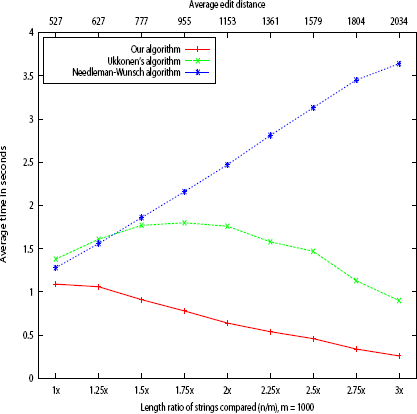 Average edit distance
527 627 777 955 1153 1361 1579 1804 2034
4
Our algorithm
Ukkonen's algorithm
Needleman-Wunsch algorithm
3.5
3
2.5
2
1.5
1
0.5
0
Average time in seconds
1x 1.25x 1.5x 1.75x 2x 2.25x 2.5x 2.75x 3x
Length ratio of strings compared (n/m), m = 1000